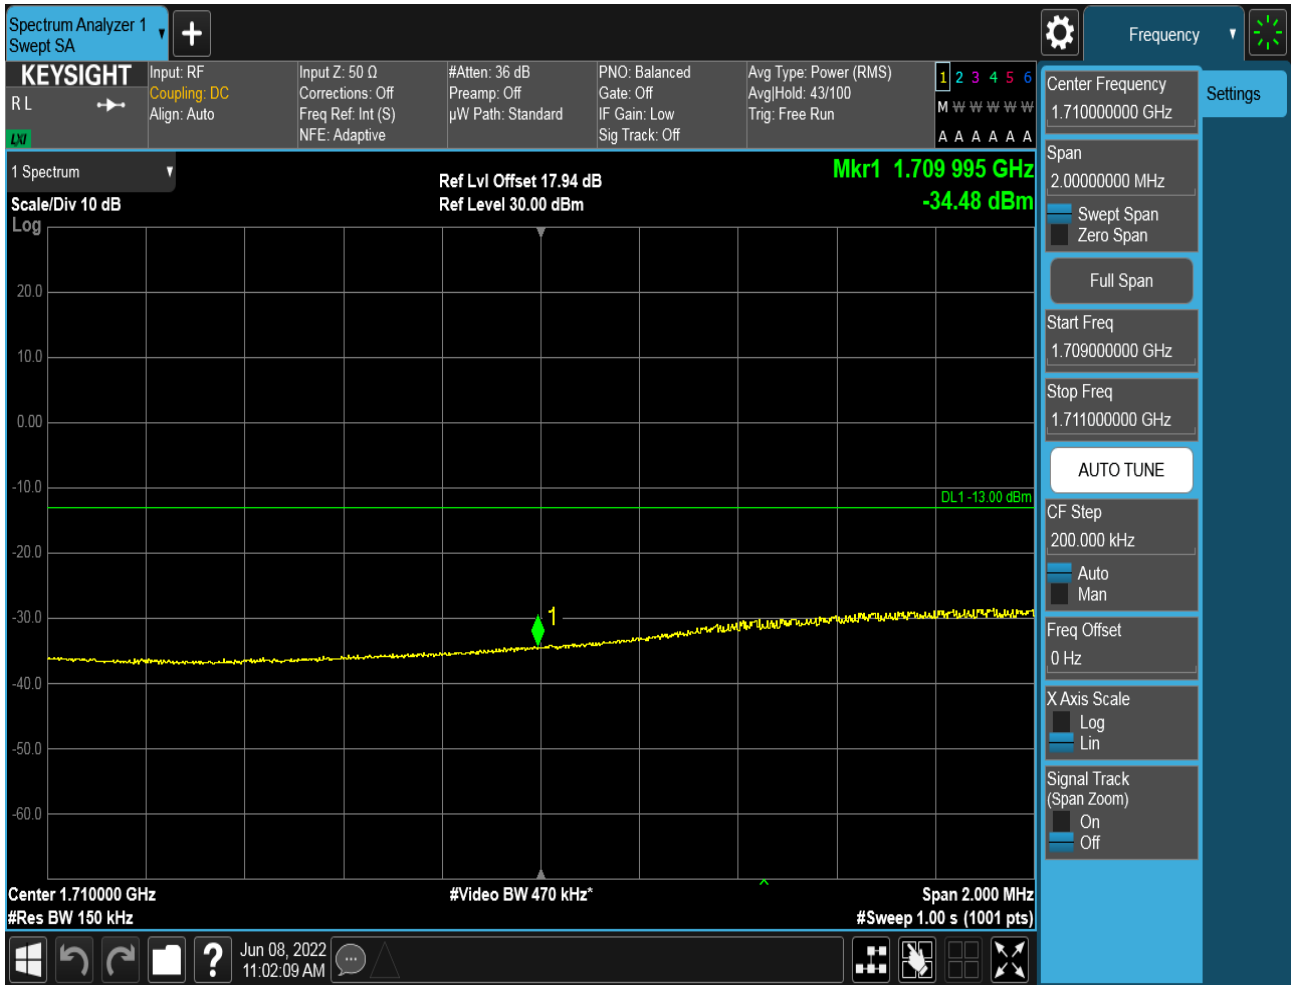 Spectrum Analyzer 1
Swept SA
Frequency
KEYSIGHT
R L
LXI
Input: RF
Coupling: DC
Align: Auto
Input Z: 50 Ω
Corrections: Off
Freq Ref: Int (S)
NFE: Adaptive
#Atten: 36 dB
Preamp: Off
µW Path: Standard
PNO: Balanced
Gate: Off
IF Gain: Low
Sig Track: Off
Avg Type: Power (RMS)
Avg|Hold: 43/100
Trig: Free Run
1 2 3 4 5 6
M W W W W W
A A A A A A
1 Spectrum
Scale/Div 10 dB
Log
Ref Lvl Offset 17.94 dB
Ref Level 30.00 dBm
Mkr1 1.709 995 GHz
-34.48 dBm
20.0
10.0
0.00
-10.0
-20.0
-30.0
-40.0
-50.0
-60.0
DL1 -13.00 dBm
1
Center 1.710000 GHz
#Res BW 150 kHz
#Video BW 470 kHz*
Span 2.000 MHz
#Sweep 1.00 s (1001 pts)
?
Jun 08, 2022
11:02:09 AM
Center Frequency
1.710000000 GHz
Span
2.00000000 MHz
Swept Span
Zero Span
Full Span
Start Freq
1.709000000 GHz
Stop Freq
1.711000000 GHz
AUTO TUNE
CF Step
200.000 kHz
Auto
Man
Freq Offset
0 Hz
X Axis Scale
Log
Lin
Signal Track
(Span Zoom)
On
Off
Settings